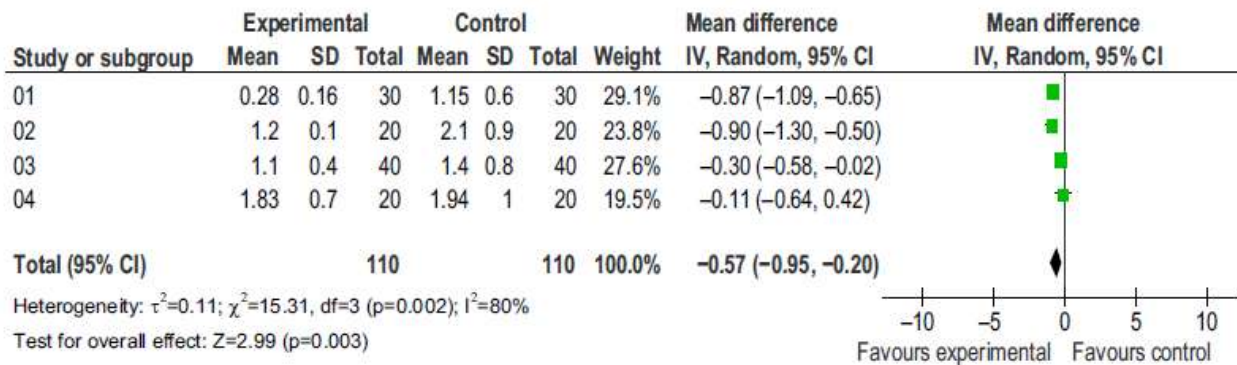 Experimental Control Mean difference Mean difference
Study or subgroup Mean SD Total Mean SD Total Weight IV, Random, 95% CI IV, Random, 95% CI
01 0.28 0.16 30 1.15 0.6 30 29.1% −0.87 (−1.09, −0.65)
02 1.2 0.1 20 2.1 0.9 20 23.8% −0.90 (−1.30, −0.50)
03 1.1 0.4 40 1.4 0.8 40 27.6% −0.30 (−0.58, −0.02)
04 1.83 0.7 20 1.94 1 20 19.5% −0.11 (−0.64, 0.42)
Total (95% CI) 110 110 100.0% −0.57 (−0.95, −0.20)
Heterogeneity: τ²=0.11; χ²=15.31, df=3 (p=0.002); I²=80%
Test for overall effect: Z=2.99 (p=0.003)
−10 −5 0 5 10
Favours experimental Favours control